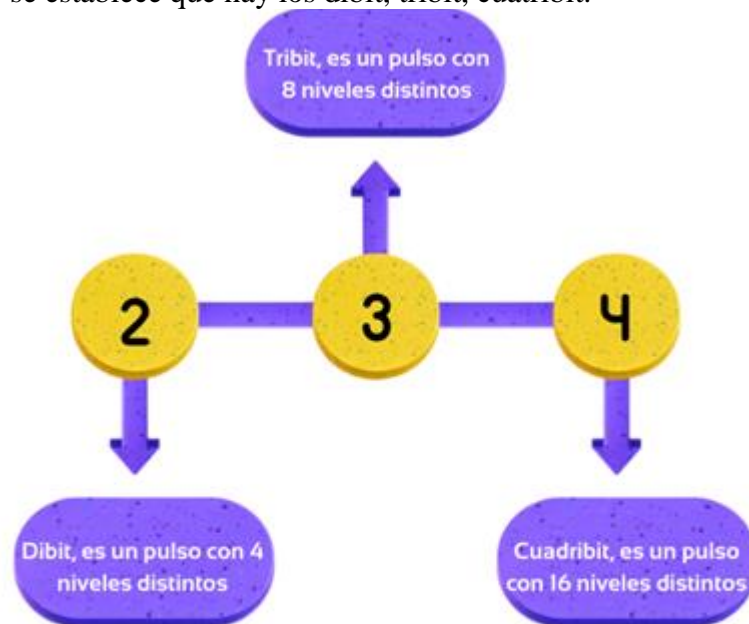 se establece que hay los dibit, tribit, cuatribit.
Tribit, es un pulso con
8 niveles distintos
2
3
4
Dibit, es un pulso con 4
niveles distintos
Cuadribit, es un pulso
con 16 niveles distintos